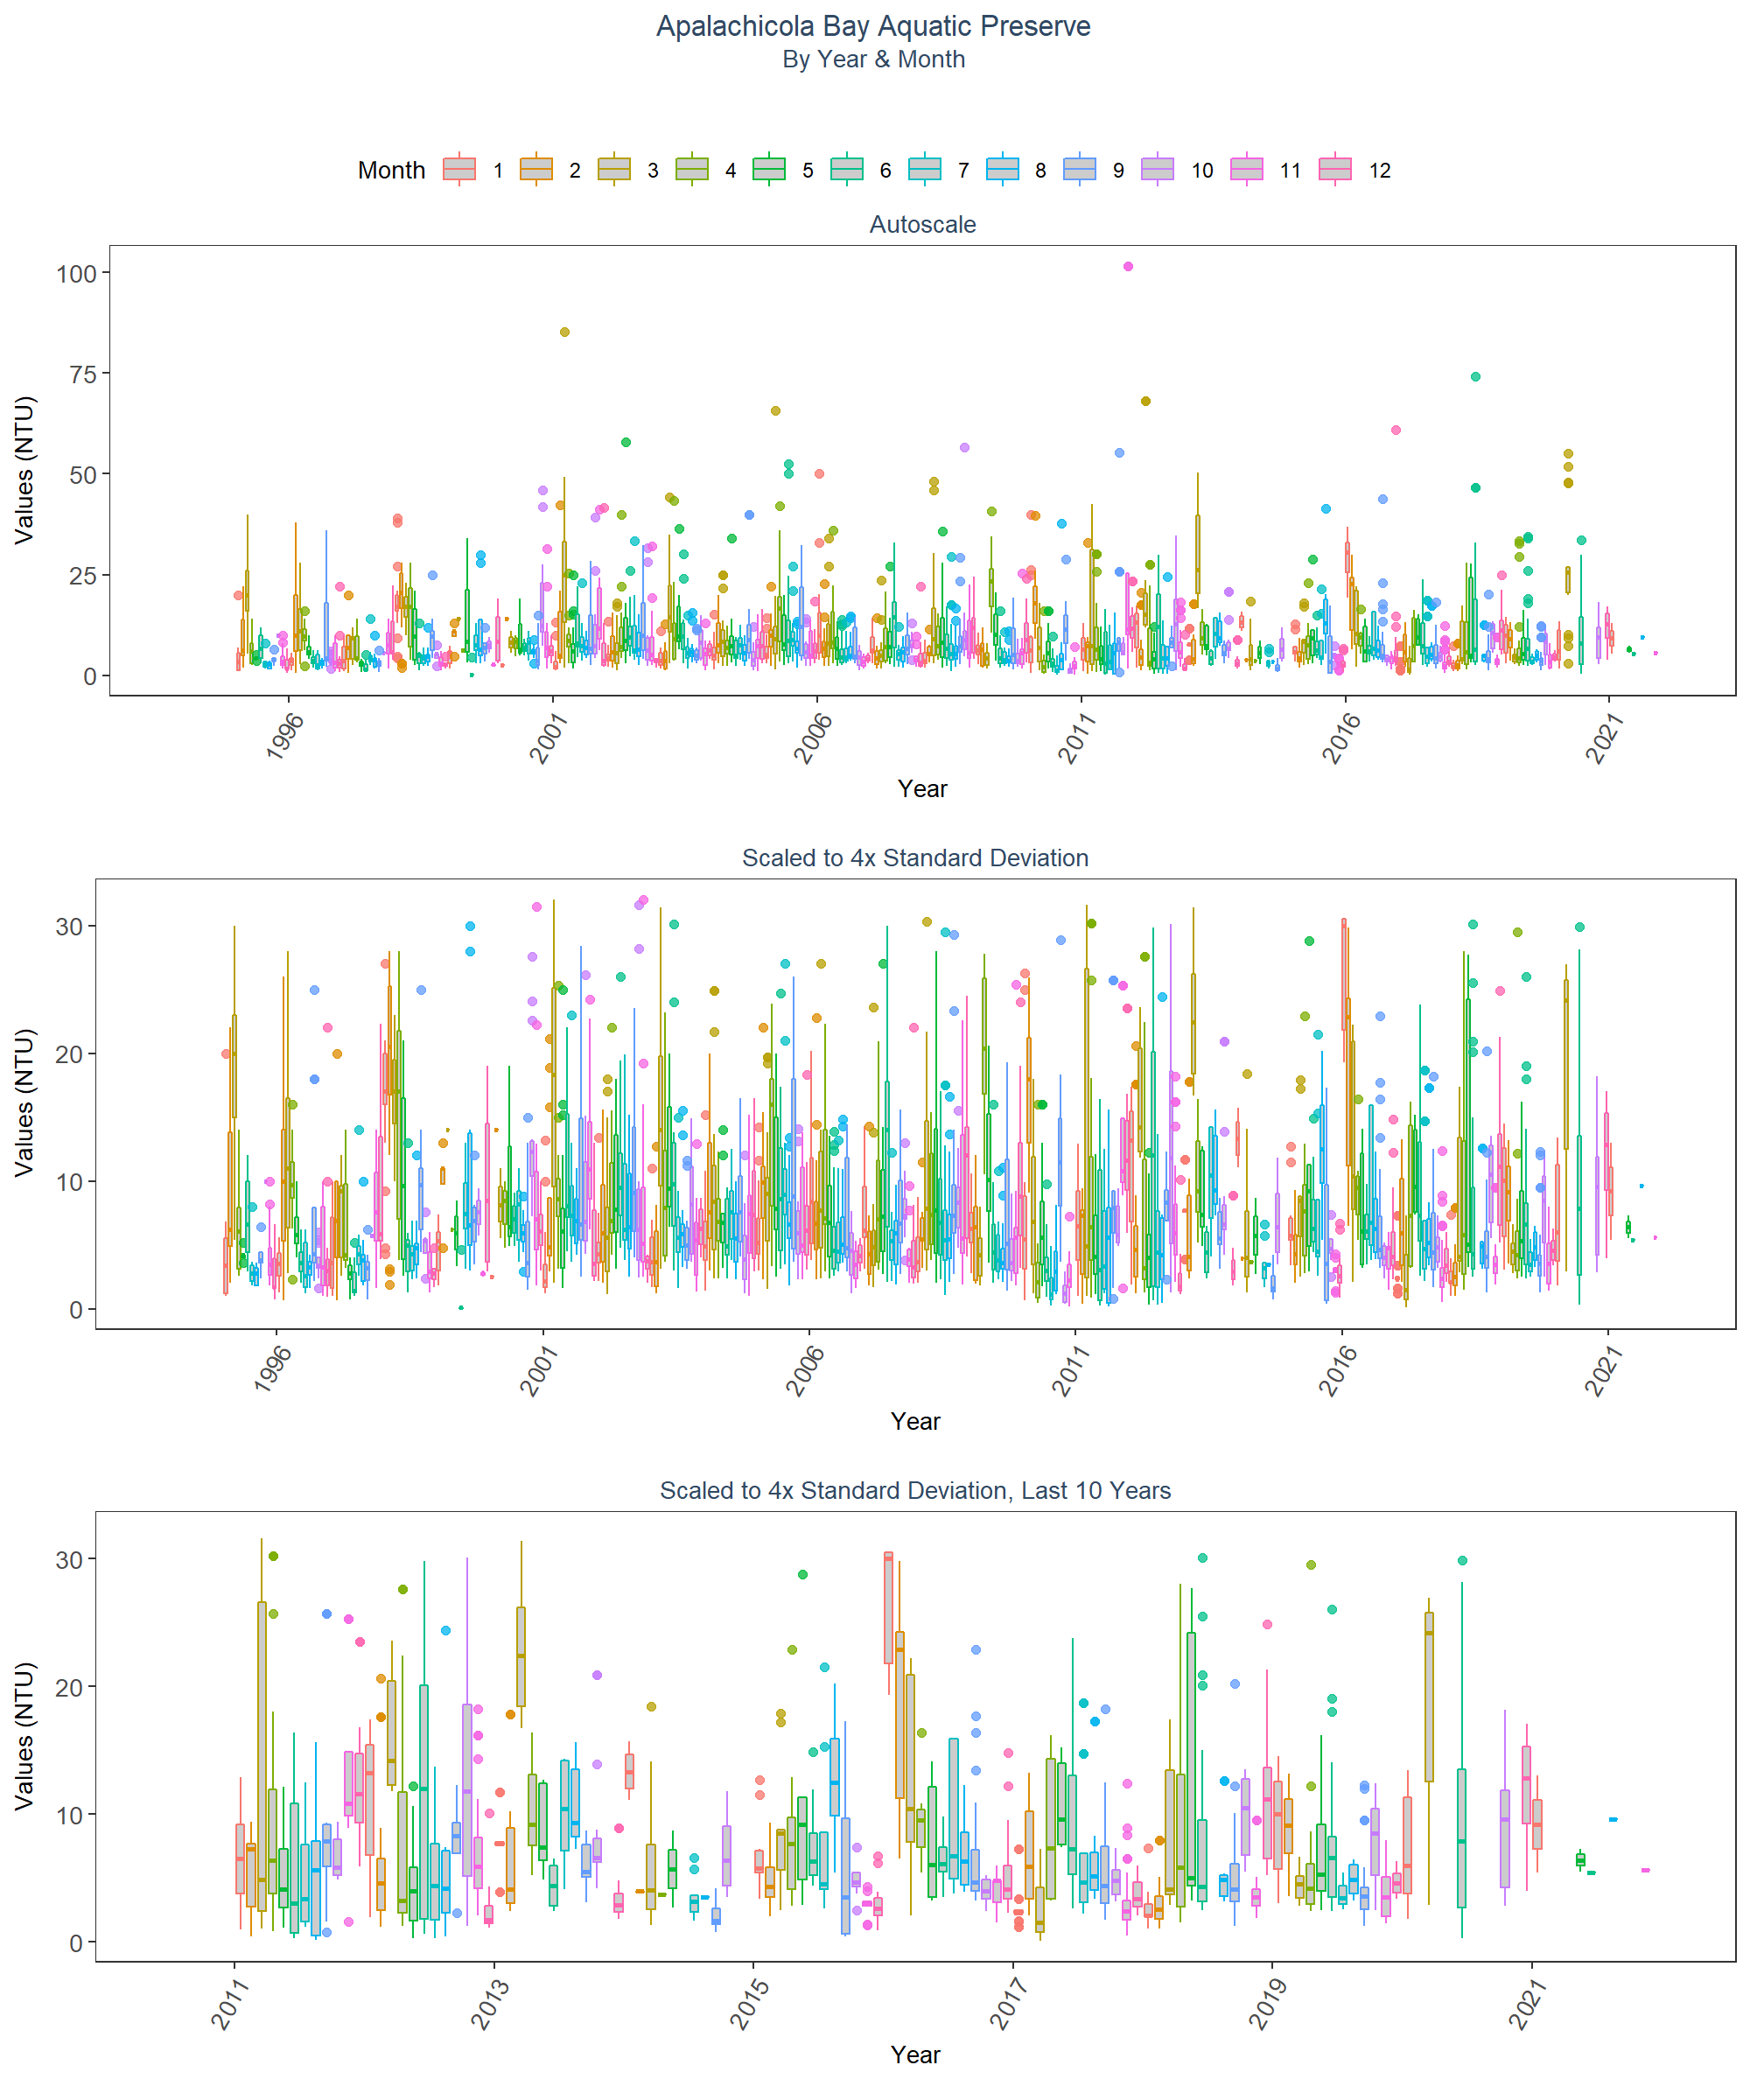 Apalachicola Bay Aquatic Preserve
By Year & Month
Month 1 2 3 4 5 6 7 8 9 10 11 12
Autoscale
Values (NTU)
100
75
50
25
0
1996 2001 2006 2011 2016 2021
Year
Scaled to 4x Standard Deviation
Values (NTU)
30
20
10
0
1996 2001 2006 2011 2016 2021
Year
Scaled to 4x Standard Deviation, Last 10 Years
Values (NTU)
30
20
10
0
2011 2013 2015 2017 2019 2021
Year